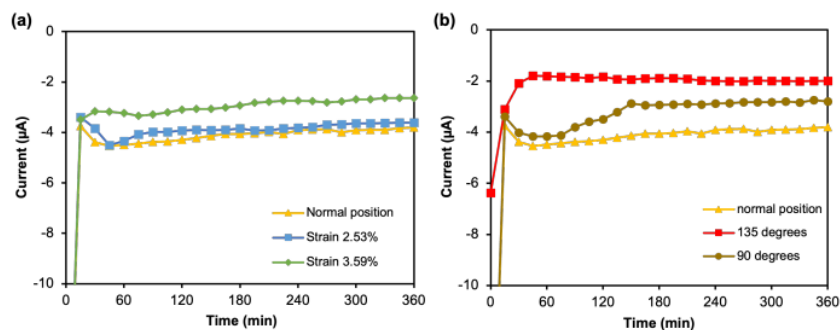 (a)
0
-2
-4
-6
-8
-10
Current (µA)
Normal position
Strain 2.53%
Strain 3.59%
0 60 120 180 240 300 360
Time (min)
(b)
0
-2
-4
-6
-8
-10
Current (µA)
normal position
135 degrees
90 degrees
0 60 120 180 240 300 360
Time (min)